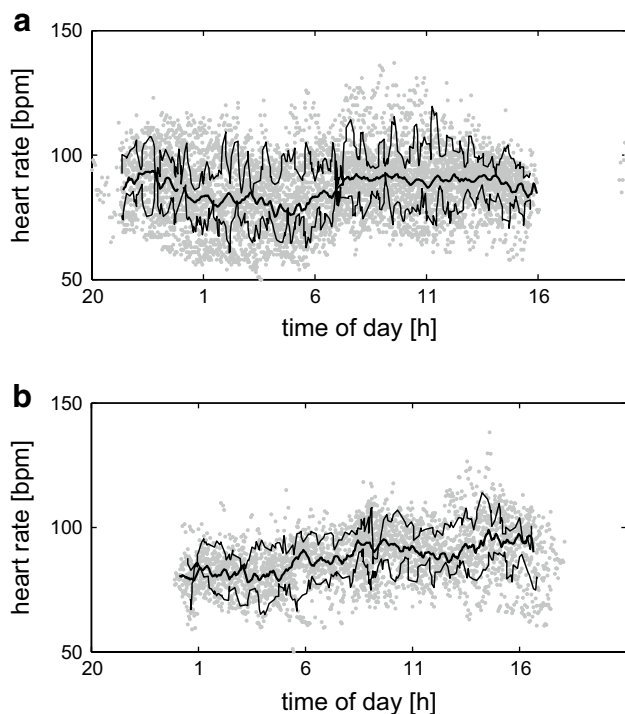 a
150
100
50
heart rate [bpm]
20 1 6 11 16
time of day [h]
b
150
100
50
heart rate [bpm]
20 1 6 11 16
time of day [h]